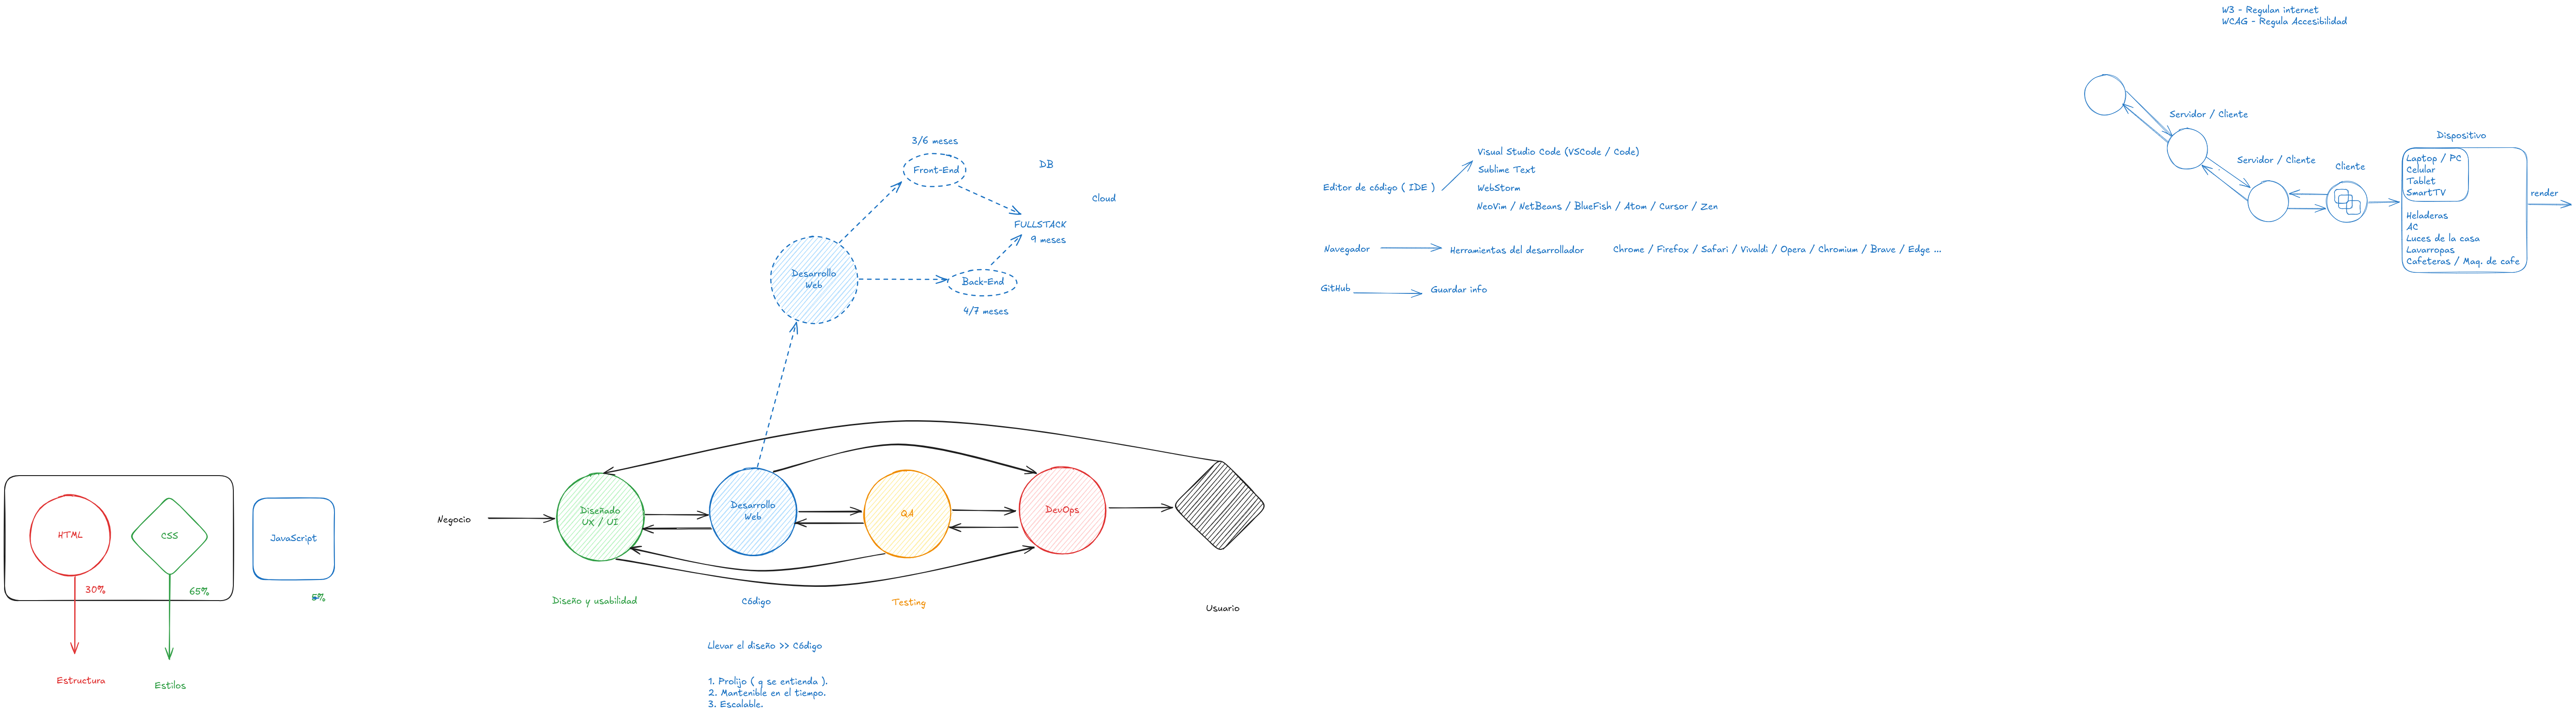 W3 - Regulan internet
WCAG - Regula Accesibilidad
Servidor / Cliente
Servidor / Cliente
Cliente
Dispositivo
Laptop / PC
Celular
Tablet
SmartTV
Heladeras
AC
Luces de la casa
Lavarropas
Cafeteras / Maq. de cafe
render
3/6 meses
Front-End
DB
Cloud
FULLSTACK
9 meses
Desarrollo
Web
Back-End
4/7 meses
Editor de código ( IDE )
Visual Studio Code (VSCode / Code)
Sublime Text
WebStorm
NeoVim / NetBeans / BlueFish / Atom / Cursor / Zen
Navegador
Herramientas del desarrollador
Chrome / Firefox / Safari / Vivaldi / Opera / Chromium / Brave / Edge ...
GitHub
Guardar info
HTML
CSS
JavaScript
30%
65%
5%
Estructura
Estilos
Negocio
Diseñado
UX / UI
Desarrollo
Web
QA
DevOps
Diseño y usabilidad
Código
Testing
Usuario
Llevar el diseño >> Código
1. Prolijo ( q se entienda ).
2. Mantenible en el tiempo.
3. Escalable.